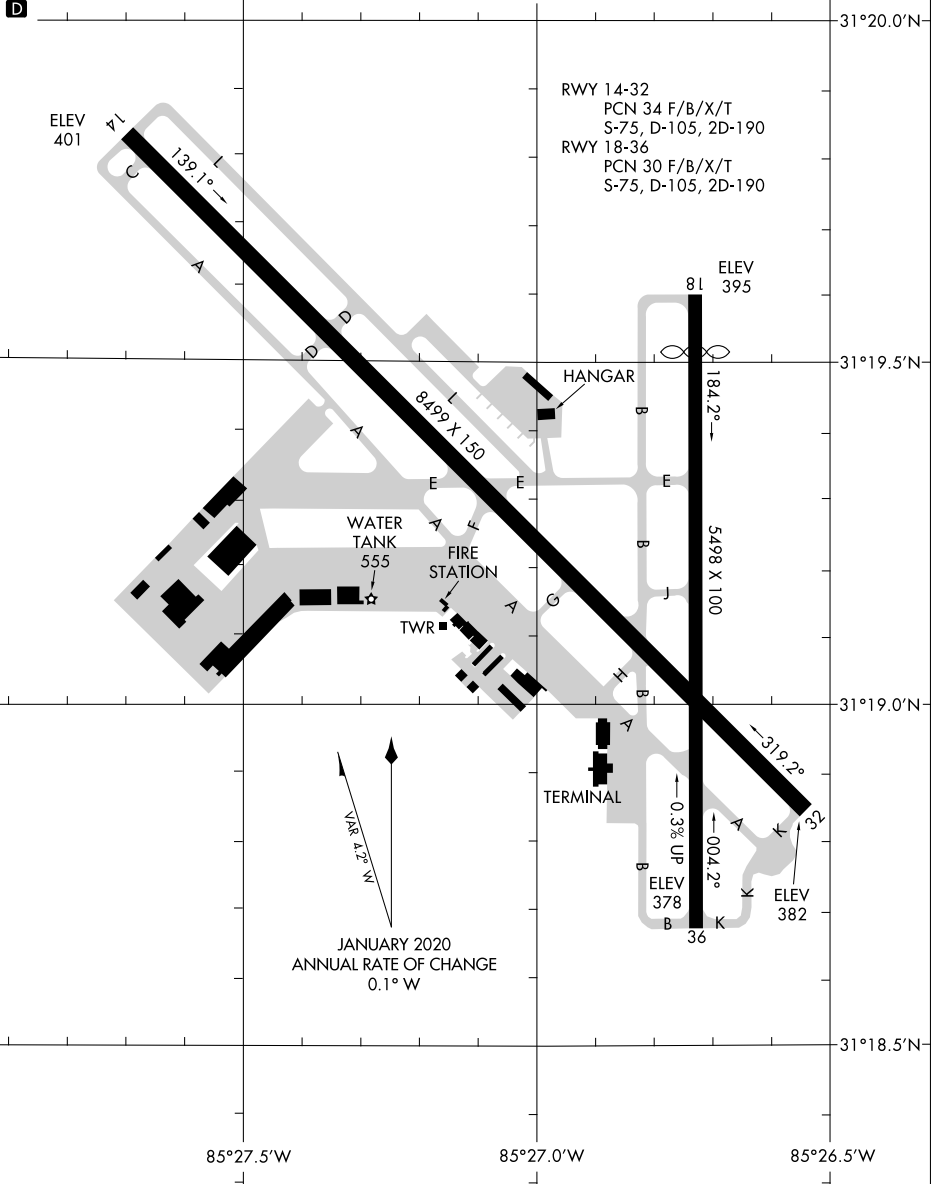 D
31°20.0'N
RWY 14-32
PCN 34 F/B/X/T
S-75, D-105, 2D-190
RWY 18-36
PCN 30 F/B/X/T
S-75, D-105, 2D-190
ELEV
401
14
139.1°
C
L
A
ELEV
395
18
D
D
31°19.5'N
HANGAR
184.2°
L
8499 X 150
B
A
E
E
E
A
F
WATER
TANK
555
FIRE
STATION
B
5498 X 100
J
A
G
TWR
H
B
31°19.0'N
A
319.2°
TERMINAL
VAR 4.2° W
0.3% UP
004.2°
A
K
32
B
ELEV
378
K
ELEV
382
B
K
36
JANUARY 2020
ANNUAL RATE OF CHANGE
0.1° W
31°18.5'N
85°27.5'W
85°27.0'W
85°26.5'W